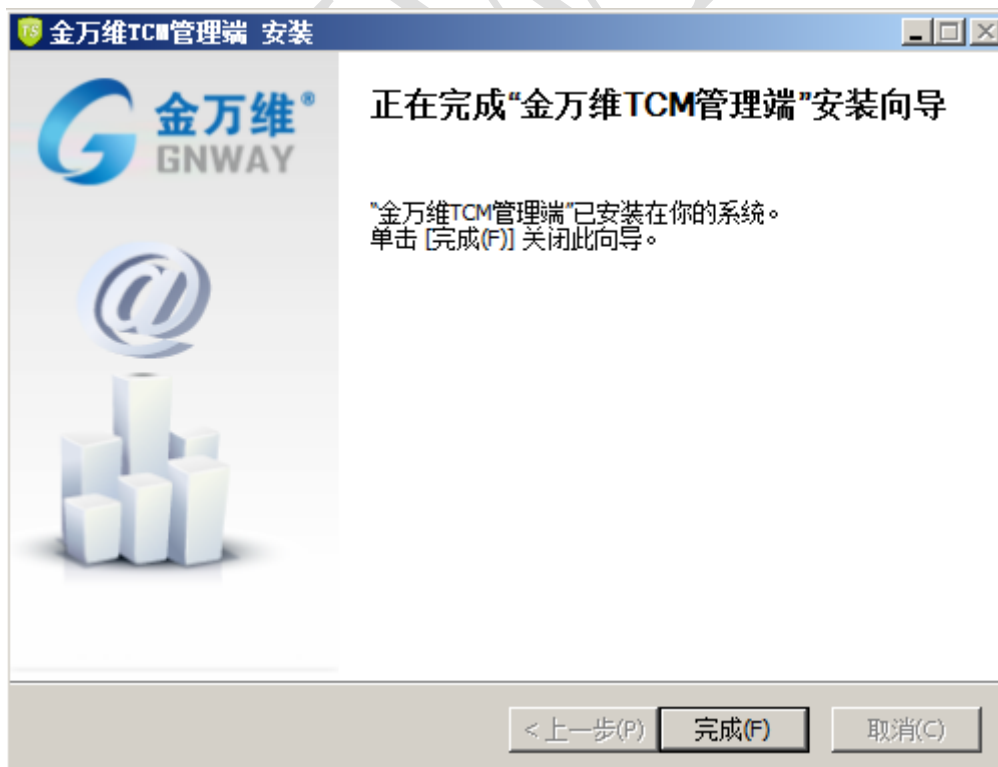 金万维TCM管理端 安装
金万维®
GNWAY
正在完成“金万维TCM管理端”安装向导
“金万维TCM管理端”已安装在你的系统。
单击 [完成(F)] 关闭此向导。
< 上一步(P)
完成(F)
取消(C)